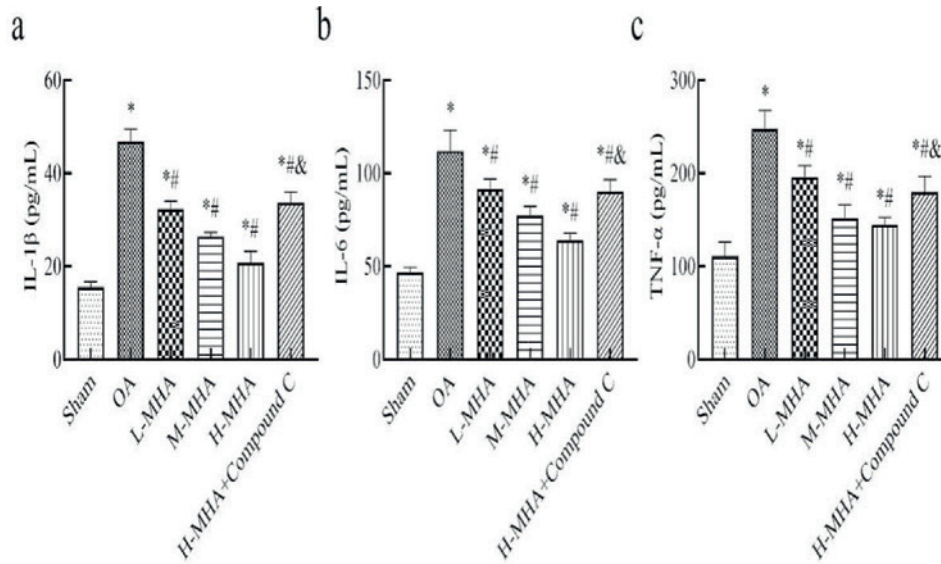 a
IL-1β (pg/mL)
60
40
20
0
*
*#
*#
*#
*#&
Sham
OA
L-MHA
M-MHA
H-MHA
H-MHA+Compound C
b
IL-6 (pg/mL)
150
100
50
0
*
*#
*#
*#
*#&
Sham
OA
L-MHA
M-MHA
H-MHA
H-MHA+Compound C
c
TNF-α (pg/mL)
300
200
100
0
*
*#
*#
*#
*#&
Sham
OA
L-MHA
M-MHA
H-MHA
H-MHA+Compound C